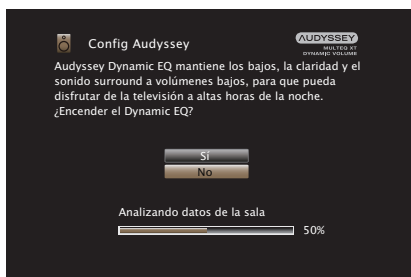 Config Audyssey
AUDYSSEY
MULTEQ XT
DYNAMIC VOLUME
Audyssey Dynamic EQ mantiene los bajos, la claridad y el
sonido surround a volúmenes bajos, para que pueda
disfrutar de la televisión a altas horas de la noche.
¿Encender el Dynamic EQ?
Sí
No
Analizando datos de la sala
50%